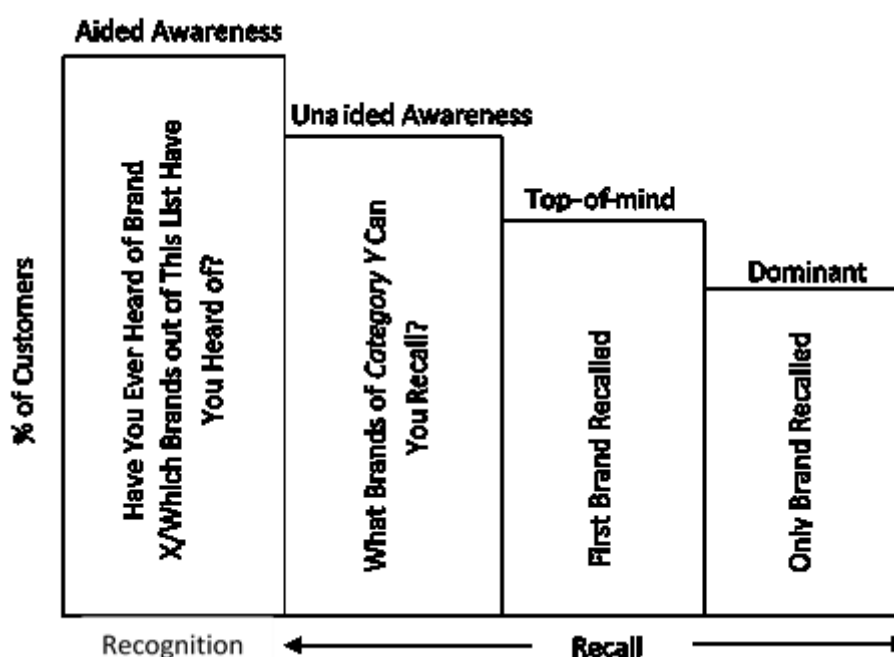 Aided Awareness
Unaided Awareness
Top-of-mind
Dominant
% of Customers
Have You Ever Heard of Brand
X/Which Brands out of This List Have
You Heard of?
What Brands of Category Y Can
You Recall?
First Brand Recalled
Only Brand Recalled
Recognition
Recall